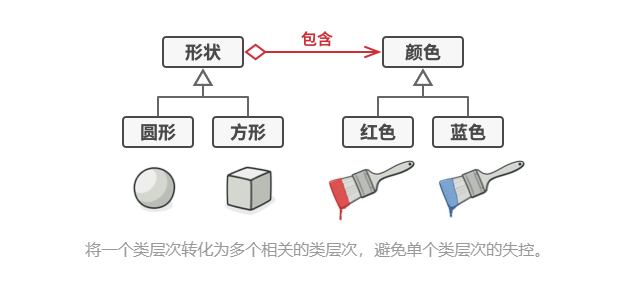 包含
形状
颜色
圆形
方形
红色
蓝色
将一个类层次转化为多个相关的类层次，避免单个类层次的失控。